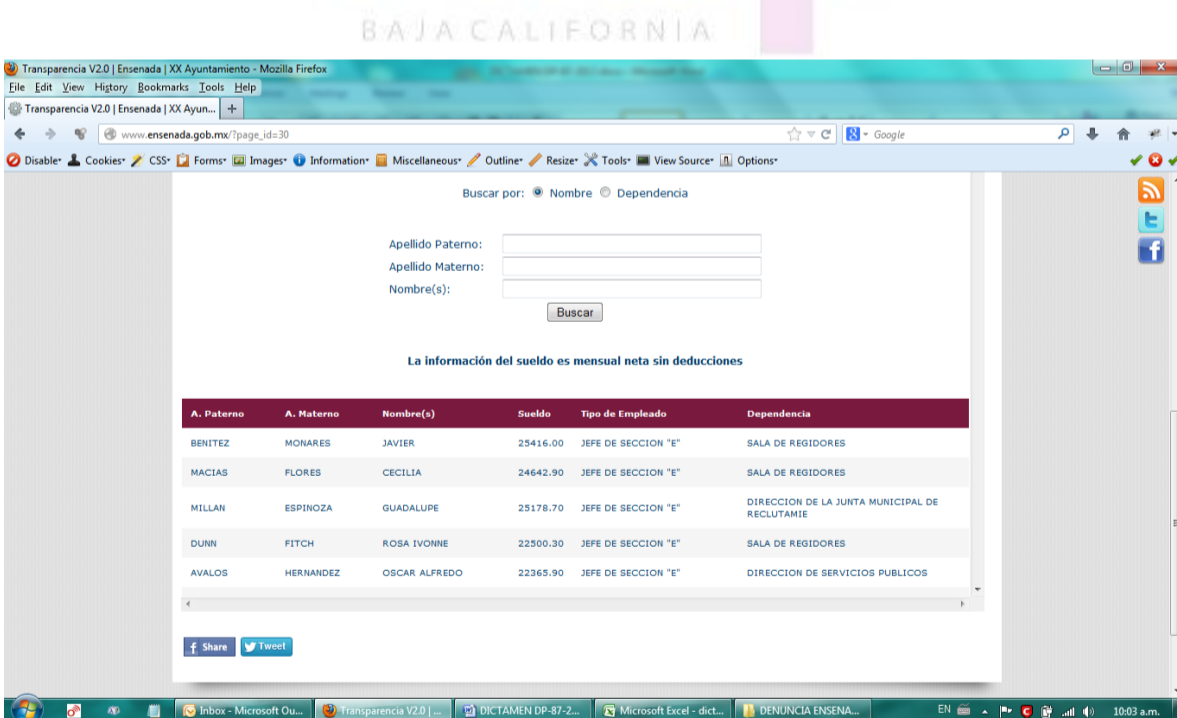 BAJA CALIFORNIA
Transparencia V2.0 | Ensenada | XX Ayuntamiento - Mozilla Firefox
File Edit View History Bookmarks Tools Help
Transparencia V2.0 | Ensenada | XX Ayun... +
www.ensenada.gob.mx/?page_id=30 Google
Disable Cookies CSS Forms Images Information Miscellaneous Outline Resize Tools View Source Options
Buscar por: Nombre Dependencia
Apellido Paterno:
Apellido Materno:
Nombre(s):
Buscar
La información del sueldo es mensual neta sin deducciones
A. Paterno A. Materno Nombre(s) Sueldo Tipo de Empleado Dependencia
BENITEZ MONARES JAVIER 25416.00 JEFE DE SECCION "E" SALA DE REGIDORES
MACIAS FLORES CECILIA 24642.90 JEFE DE SECCION "E" SALA DE REGIDORES
MILLAN ESPINOZA GUADALUPE 25178.70 JEFE DE SECCION "E" DIRECCION DE LA JUNTA MUNICIPAL DE
RECLUTAMIE
DUNN FITCH ROSA IVONNE 22500.30 JEFE DE SECCION "E" SALA DE REGIDORES
AVALOS HERNANDEZ OSCAR ALFREDO 22365.90 JEFE DE SECCION "E" DIRECCION DE SERVICIOS PUBLICOS
f Share Tweet
Inbox - Microsoft Ou... Transparencia V2.0 | ... DICTAMEN DP-87-2... Microsoft Excel - dict... DENUNCIA ENSENA... EN 10:03 a.m.